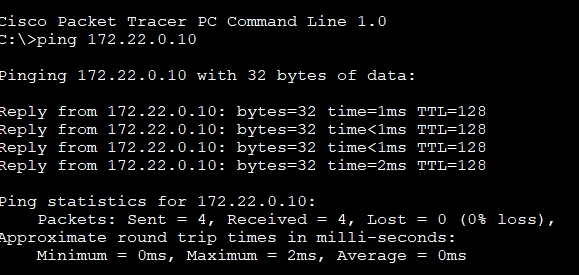 Cisco Packet Tracer PC Command Line 1.0
C:\>ping 172.22.0.10
Pinging 172.22.0.10 with 32 bytes of data:
Reply from 172.22.0.10: bytes=32 time=1ms TTL=128
Reply from 172.22.0.10: bytes=32 time<1ms TTL=128
Reply from 172.22.0.10: bytes=32 time<1ms TTL=128
Reply from 172.22.0.10: bytes=32 time=2ms TTL=128
Ping statistics for 172.22.0.10:
Packets: Sent = 4, Received = 4, Lost = 0 (0% loss),
Approximate round trip times in milli-seconds:
Minimum = 0ms, Maximum = 2ms, Average = 0ms